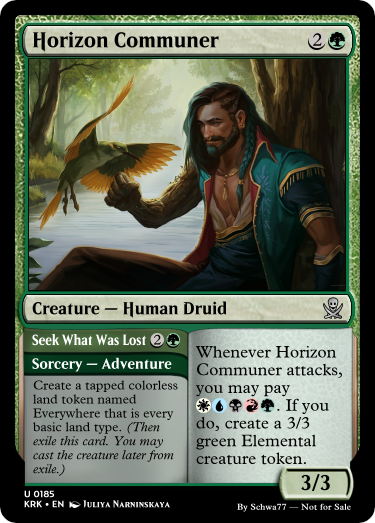 Horizon Communer 2
Creature — Human Druid
Seek What Was Lost 2
Sorcery — Adventure
Create a tapped colorless
land token named
Everywhere that is every
basic land type. (Then
exile this card. You may
cast the creature later from
exile.)
Whenever Horizon
Communer attacks,
you may pay
. If you
do, create a 3/3
green Elemental
creature token.
3/3
U 0185
KRK • EN Juliya Narninskaya
By Schwa77 — Not for Sale